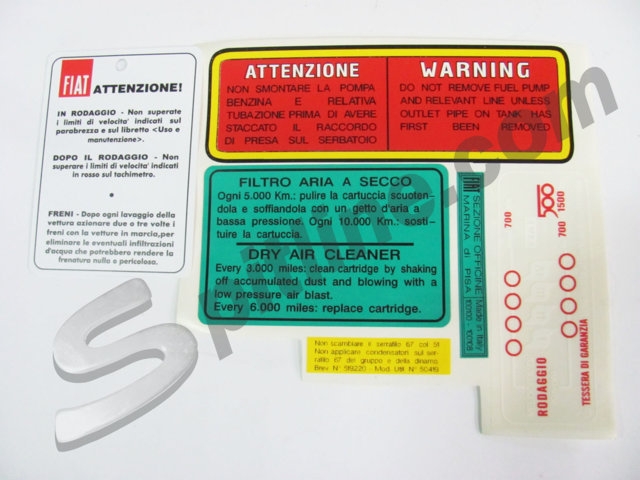 FIAT ATTENZIONE!
IN RODAGGIO - Non superate
i limiti di velocita' indicati sul
parabrezza e sul libretto <Uso e
manutenzione>.
DOPO IL RODAGGIO - Non
superare i limiti di velocita' indicati
in rosso sul tachimetro.
FRENI - Dopo ogni lavaggio della
vettura azionare due o tre volte i
freni con la vetture in marcia,per
eliminare le eventuali infiltrazioni
d'acqua che potrebbero rendere la
frenatura nulla o pericolosa.
ATTENZIONE
NON SMONTARE LA POMPA
BENZINA E RELATIVA
TUBAZIONE PRIMA DI AVERE
STACCATO IL RACCORDO
DI PRESA SUL SERBATOIO
WARNING
DO NOT REMOVE FUEL PUMP
AND RELEVANT LINE UNLESS
OUTLET PIPE ON TANK HAS
FIRST BEEN REMOVED
FILTRO ARIA A SECCO
Ogni 5.000 Km.: pulire la cartuccia scuoten-
dola e soffiandola con un getto d'aria a
bassa pressione. Ogni 10.000 Km.: sosti-
tuire la cartuccia.
DRY AIR CLEANER
Every 3.000 miles: clean cartridge by shaking
off accumulated dust and blowing with a
low pressure air blast.
Every 6.000 miles: replace cartridge.
Non scambiare il serrafilo 67 col 51
Non applicare condensatori sul ser-
rafilo 67 del gruppo e della dinamo.
Brev. N° 519220 - Mod. Util. N° 50419
FIAT SEZIONE OFFICINE Made in Italy
MARINA di PISA
700
RODAGGIO
500
700 1500
TESSERA DI GARANZIA
Spritline.com